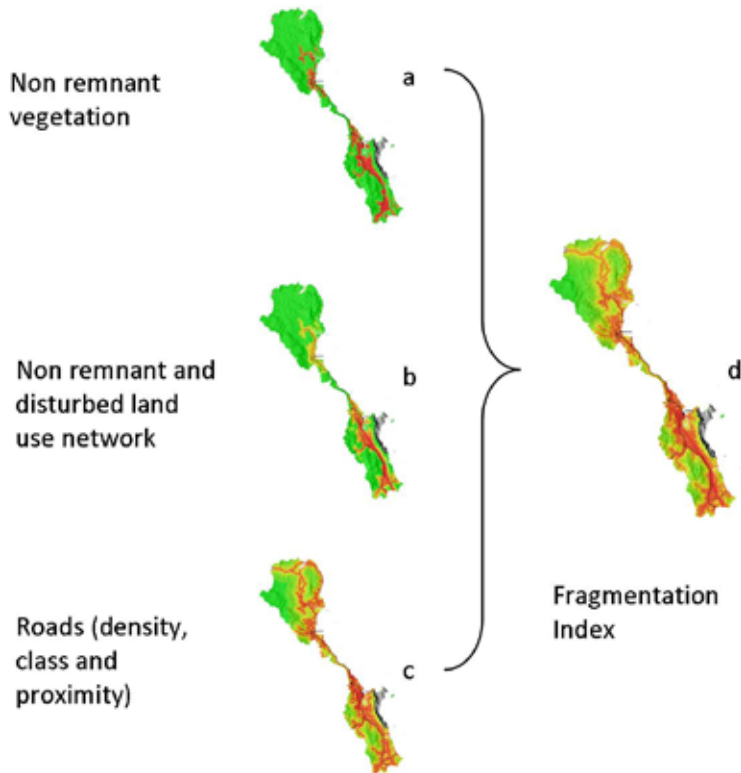 Non remnant
vegetation
a
Non remnant and
disturbed land
use network
b
Roads (density,
class and
proximity)
c
d
Fragmentation
Index